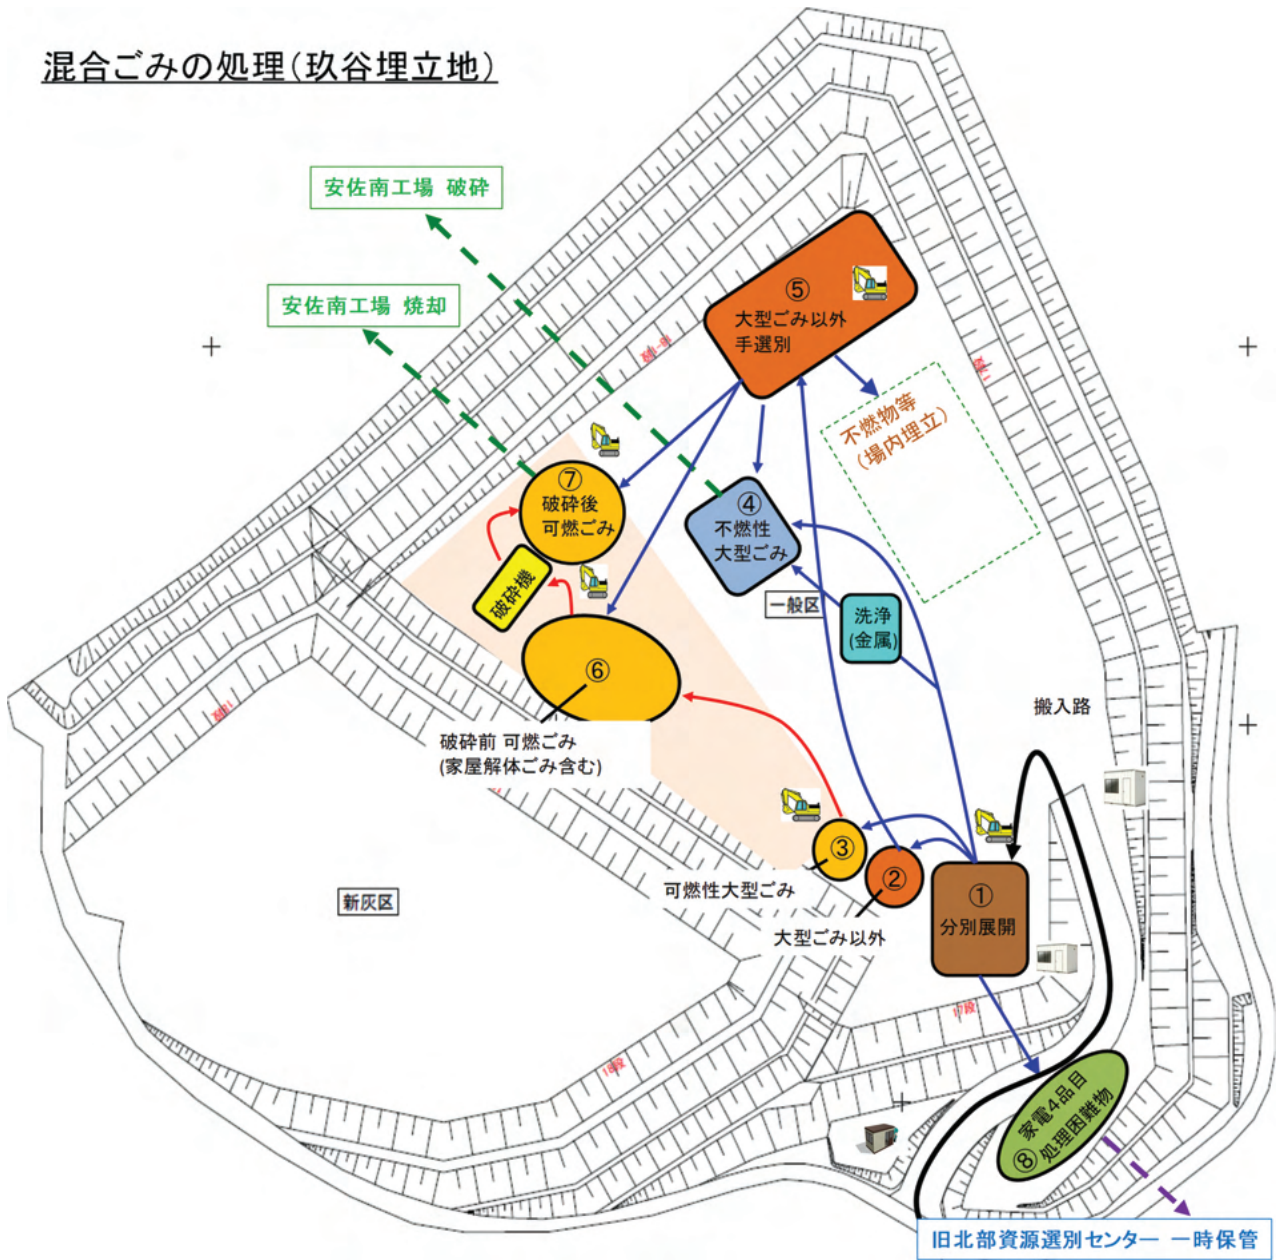 混合ごみの処理(玖谷埋立地)
安佐南工場 破砕
安佐南工場 焼却
⑤
大型ごみ以外
手選別
不燃物等
(場内埋立)
⑦
破砕後
可燃ごみ
④
不燃性
大型ごみ
破砕機
一般区
洗浄
(金属)
⑥
破砕前 可燃ごみ
(家屋解体ごみ含む)
搬入路
③
可燃性大型ごみ
②
大型ごみ以外
①
分別展開
新灰区
17段
18段
家電4品目
⑧処理困難物
旧北部資源選別センター 一時保管